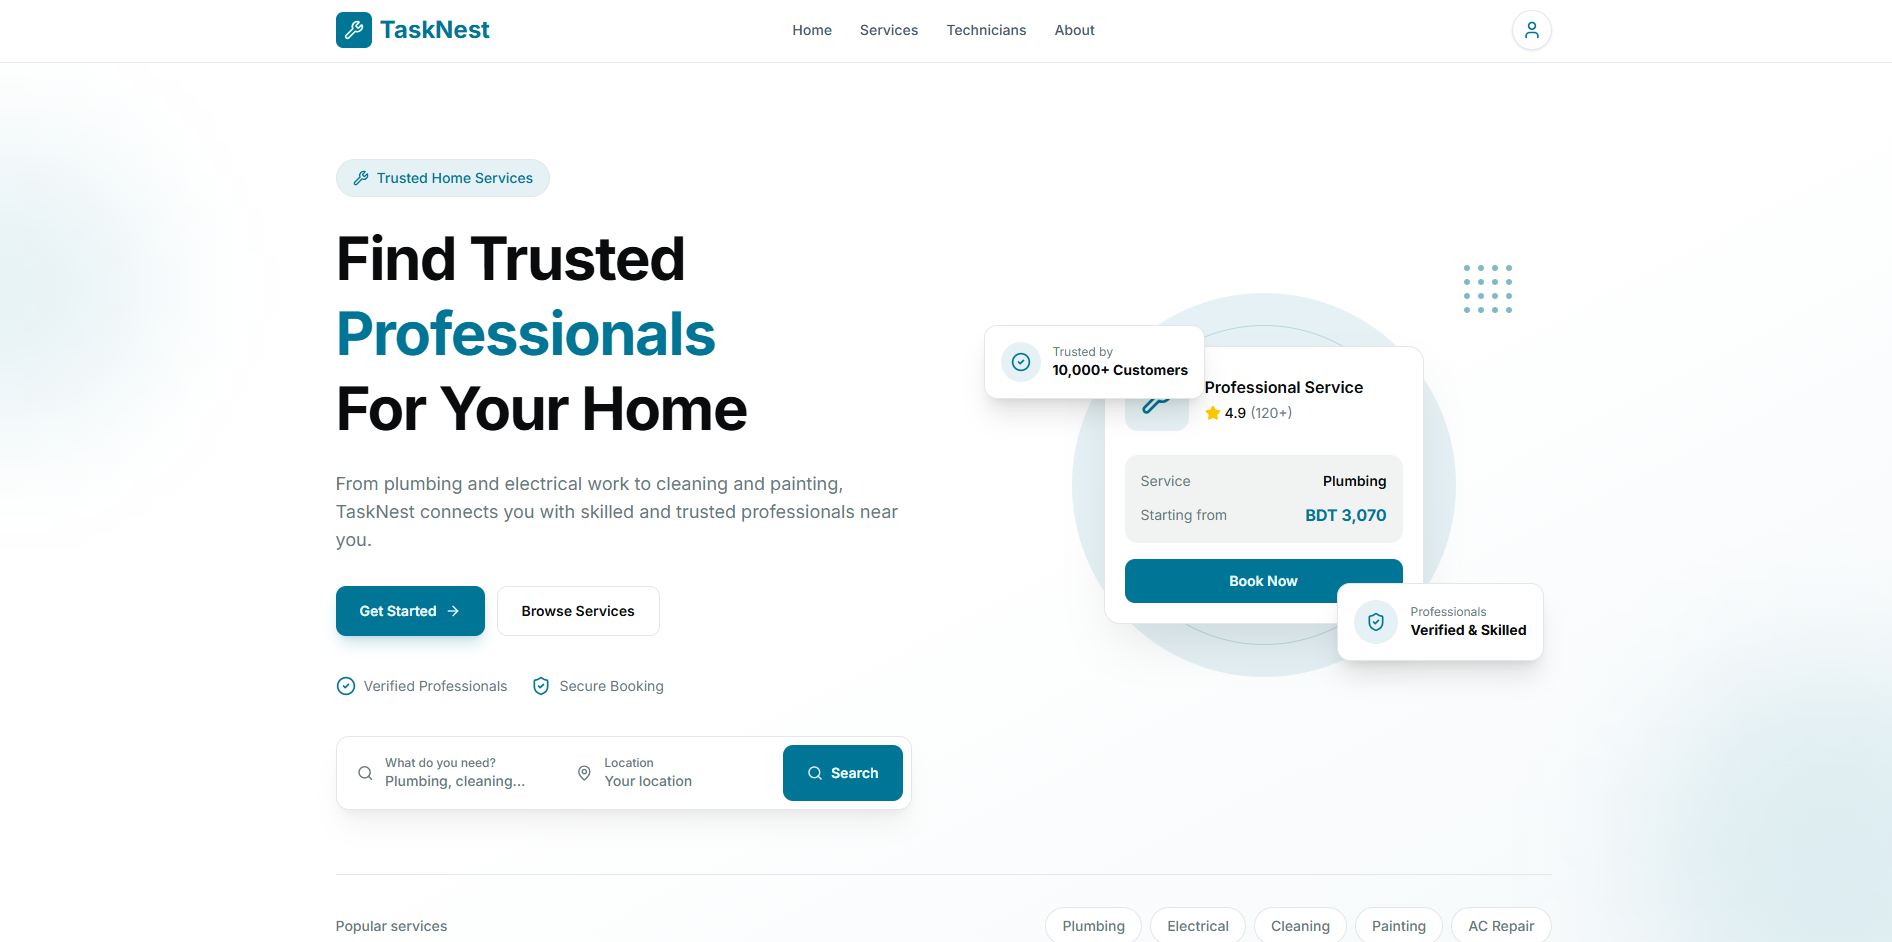 TaskNest
Home
Services
Technicians
About
Trusted Home Services
Find Trusted
Professionals
For Your Home
From plumbing and electrical work to cleaning and painting,
TaskNest connects you with skilled and trusted professionals near
you.
Get Started
Browse Services
Verified Professionals
Secure Booking
What do you need?
Plumbing, cleaning...
Location
Your location
Search
Trusted by
10,000+ Customers
Professional Service
4.9 (120+)
Service
Plumbing
Starting from
BDT 3,070
Book Now
Professionals
Verified & Skilled
Popular services
Plumbing
Electrical
Cleaning
Painting
AC Repair